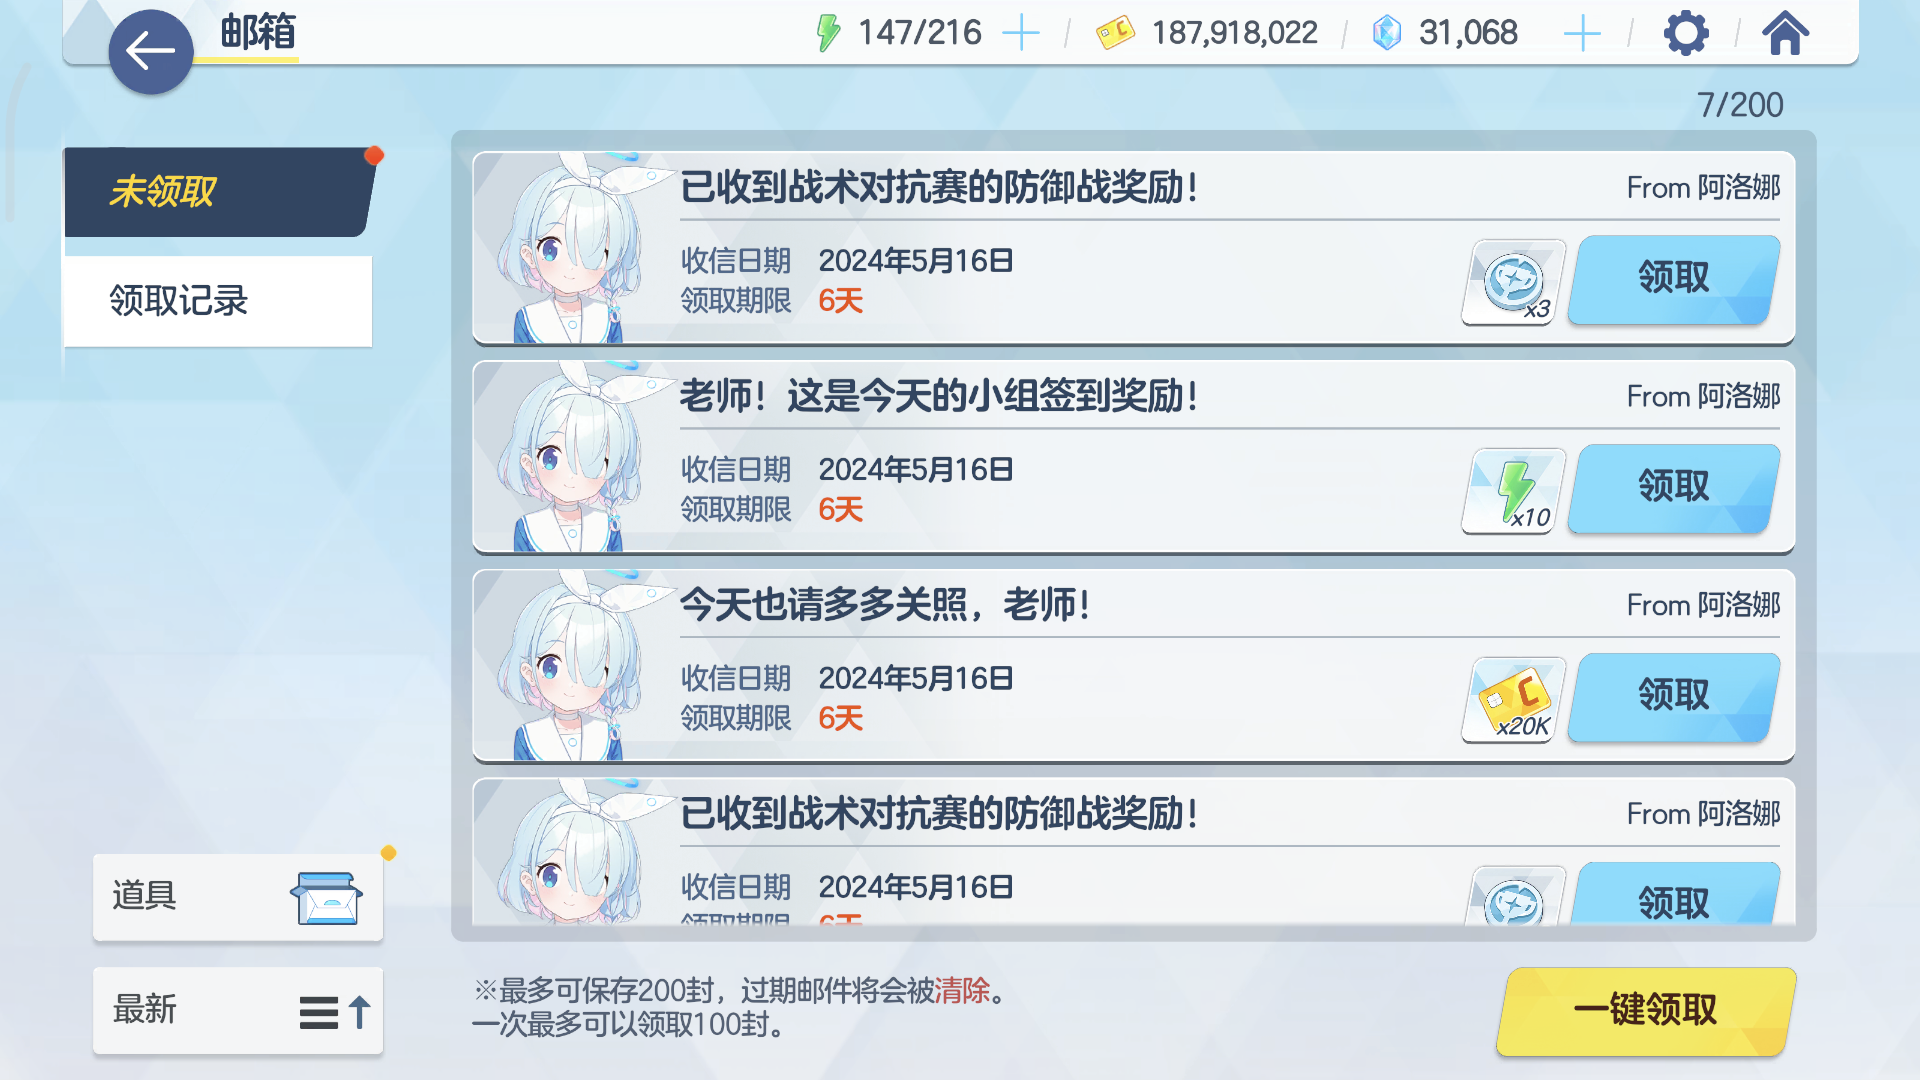 邮箱
147/216
187,918,022
31,068
7/200
未领取
领取记录
已收到战术对抗赛的防御战奖励!
From 阿洛娜
收信日期 2024年5月16日
领取期限 6天
x3
领取
老师！这是今天的小组签到奖励!
From 阿洛娜
收信日期 2024年5月16日
领取期限 6天
x10
领取
今天也请多多关照，老师!
From 阿洛娜
收信日期 2024年5月16日
领取期限 6天
x20K
领取
已收到战术对抗赛的防御战奖励!
From 阿洛娜
收信日期 2024年5月16日
领取期限 6天
领取
道具
最新
※最多可保存200封，过期邮件将会被清除。
一次最多可以领取100封。
一键领取